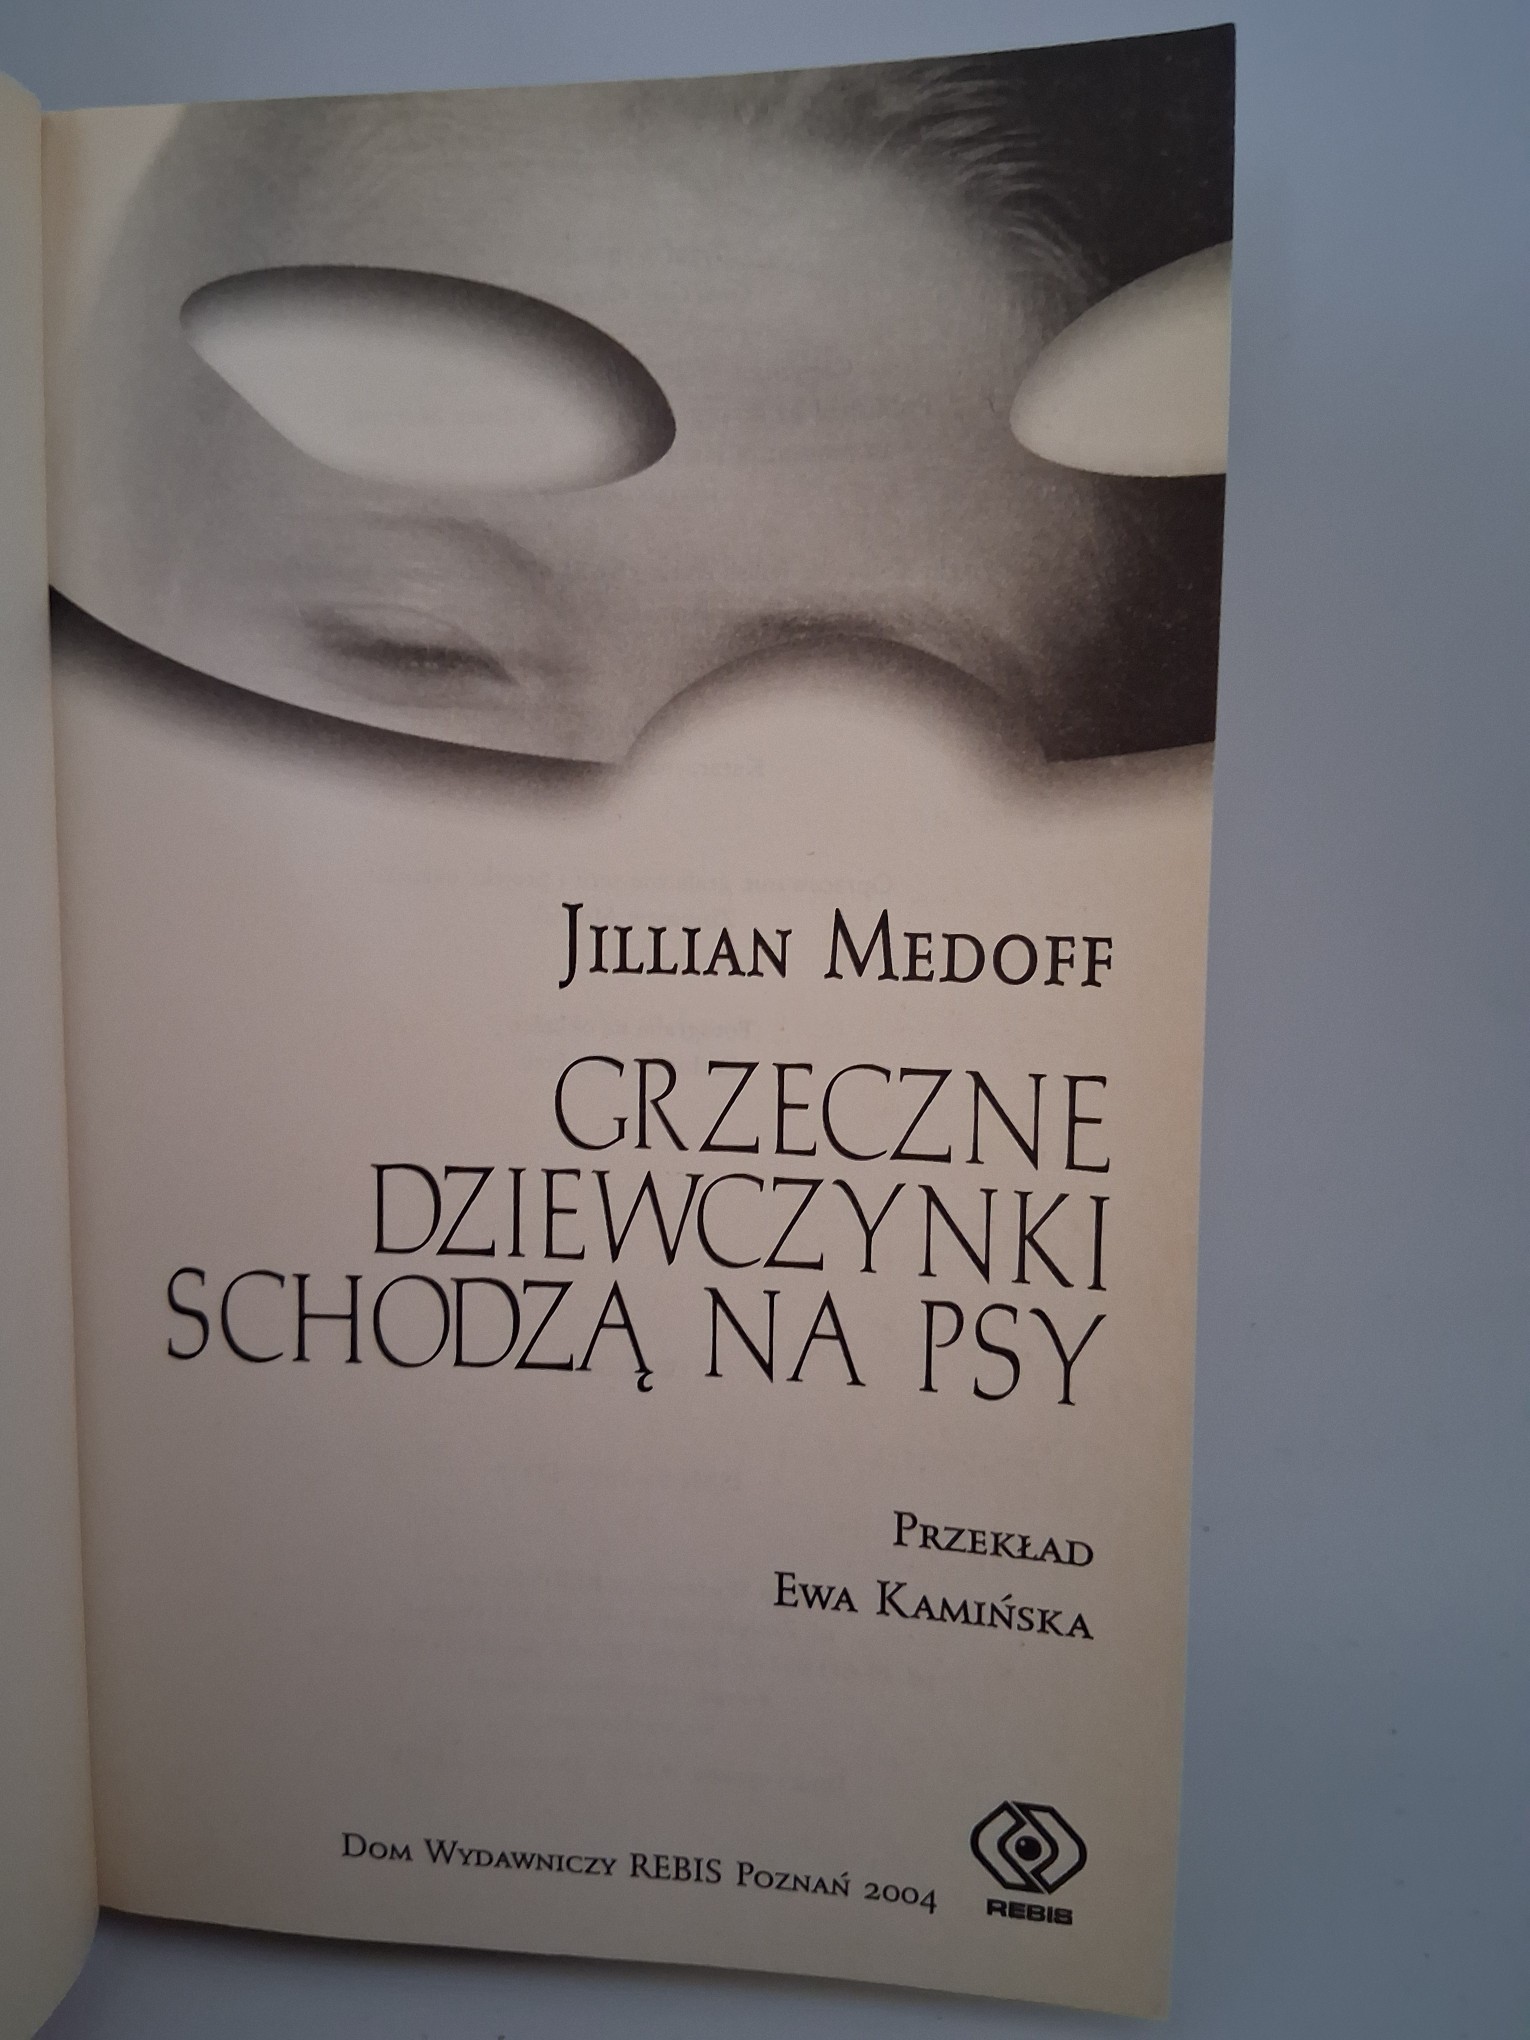 JILLIAN MEDOFF
GRZECZNE
DZIEWCZYNKI
SCHODZĄ NA PSY
PRZEKŁAD
EWA KAMIŃSKA
DOM WYDAWNICZY REBIS POZNAŃ 2004
REBIS